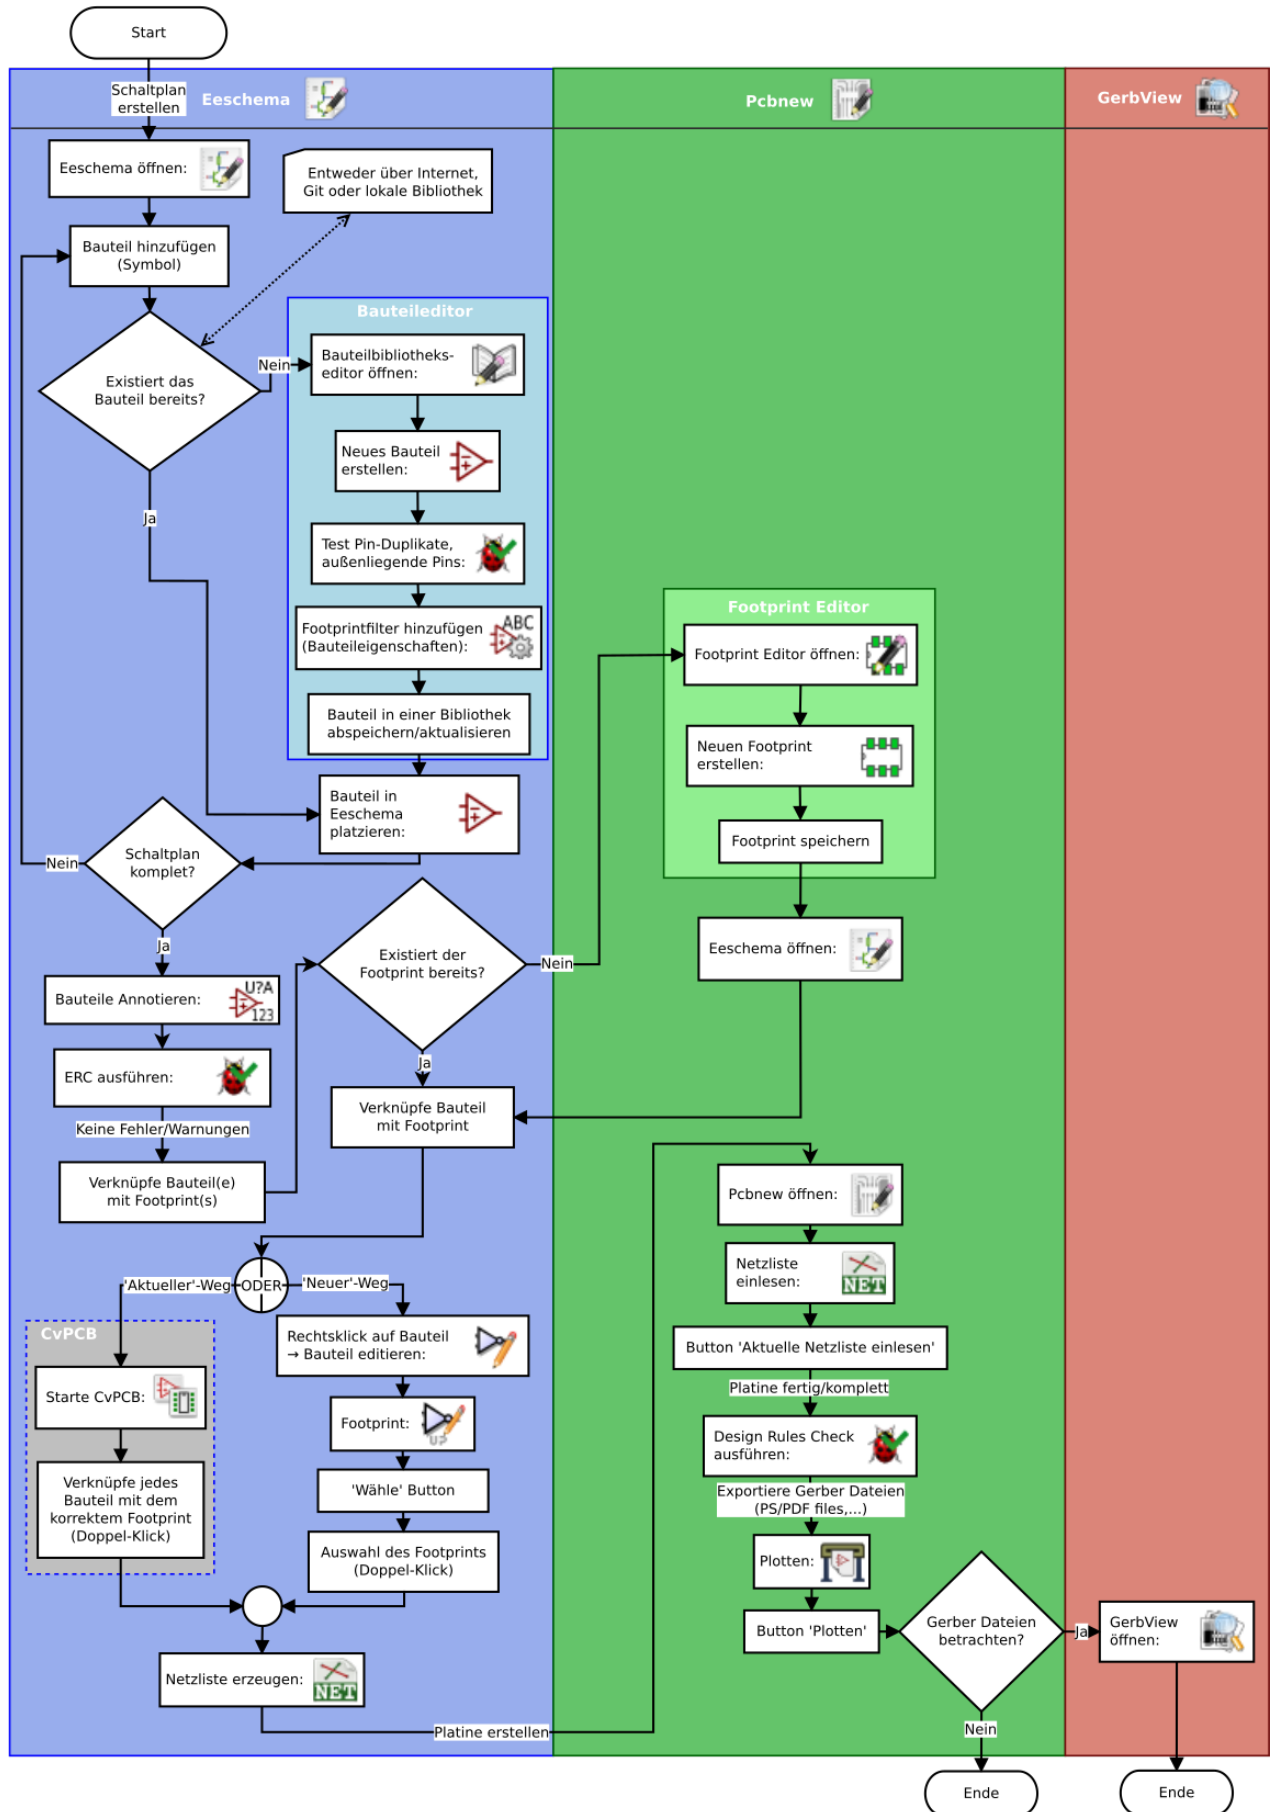 Start
Schaltplan
erstellen
Eeschema
Pcbnew
GerbView
Eeschema öffnen:
Entweder über Internet,
Git oder lokale Bibliothek
Bauteil hinzufügen
(Symbol)
Existiert das
Bauteil bereits?
Nein
Ja
Bauteileditor
Bauteilbibliotheks-
editor öffnen:
Neues Bauteil
erstellen:
Test Pin-Duplikate,
außenliegende Pins:
Footprintfilter hinzufügen
(Bauteileigenschaften):
ABC
Bauteil in einer Bibliothek
abspeichern/aktualisieren
Bauteil in
Eeschema
platzieren:
Schaltplan
komplet?
Nein
Ja
Bauteile Annotieren:
U?A
123
ERC ausführen:
Keine Fehler/Warnungen
Verknüpfe Bauteil(e)
mit Footprint(s)
Existiert der
Footprint bereits?
Nein
Ja
Footprint Editor
Footprint Editor öffnen:
Neuen Footprint
erstellen:
Footprint speichern
Eeschema öffnen:
Verknüpfe Bauteil
mit Footprint
ODER
'Aktueller'-Weg
'Neuer'-Weg
CvPCB
Starte CvPCB:
Verknüpfe jedes
Bauteil mit dem
korrektem Footprint
(Doppel-Klick)
Rechtsklick auf Bauteil
→ Bauteil editieren:
Footprint:
UP
'Wähle' Button
Auswahl des Footprints
(Doppel-Klick)
Netzliste erzeugen:
NET
Platine erstellen
Pcbnew öffnen:
Netzliste
einlesen:
NET
Button 'Aktuelle Netzliste einlesen'
Platine fertig/komplett
Design Rules Check
ausführen:
Exportiere Gerber Dateien
(PS/PDF files,...)
Plotten:
Button 'Plotten'
Gerber Dateien
betrachten?
Ja
Nein
GerbView
öffnen:
Ende
Ende